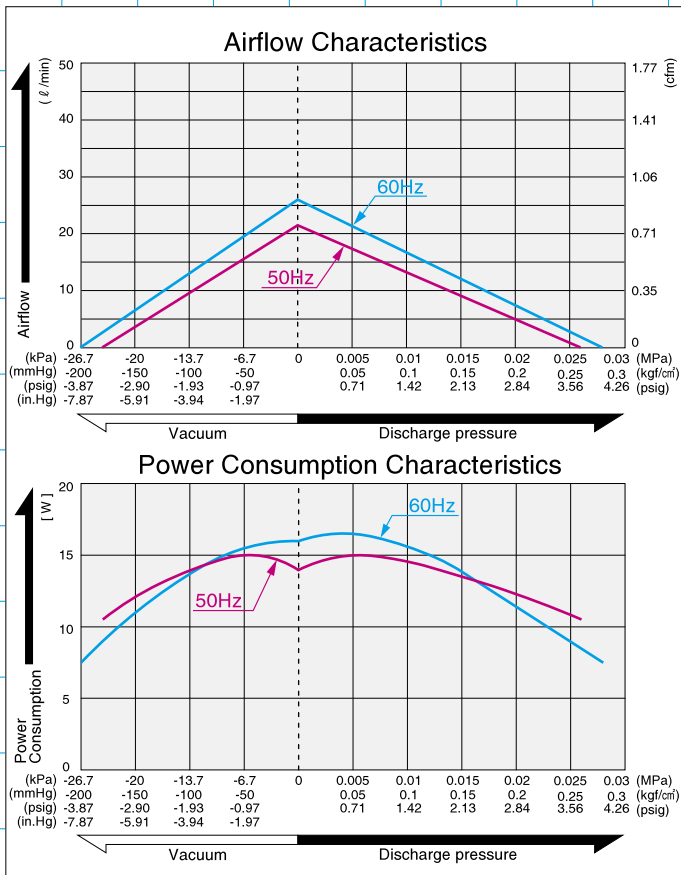 Airflow Characteristics
Airflow
(ℓ/min)
50
40
30
20
10
0
1.77
1.41
1.06
0.71
0.35
0
(cfm)
60Hz
50Hz
(kPa) -26.7 -20 -13.7 -6.7 0 0.005 0.01 0.015 0.02 0.025 0.03 (MPa)
(mmHg) -200 -150 -100 -50 0.05 0.1 0.15 0.2 0.25 0.3 (kgf/c㎡)
(psig) -3.87 -2.90 -1.93 -0.97 0.71 1.42 2.13 2.84 3.56 4.26 (psig)
(in.Hg) -7.87 -5.91 -3.94 -1.97
Vacuum Discharge pressure
Power Consumption Characteristics
Power
Consumption
[W]
20
15
10
5
0
60Hz
50Hz
(kPa) -26.7 -20 -13.7 -6.7 0 0.005 0.01 0.015 0.02 0.025 0.03 (MPa)
(mmHg) -200 -150 -100 -50 0.05 0.1 0.15 0.2 0.25 0.3 (kgf/c㎡)
(psig) -3.87 -2.90 -1.93 -0.97 0.71 1.42 2.13 2.84 3.56 4.26 (psig)
(in.Hg) -7.87 -5.91 -3.94 -1.97
Vacuum Discharge pressure